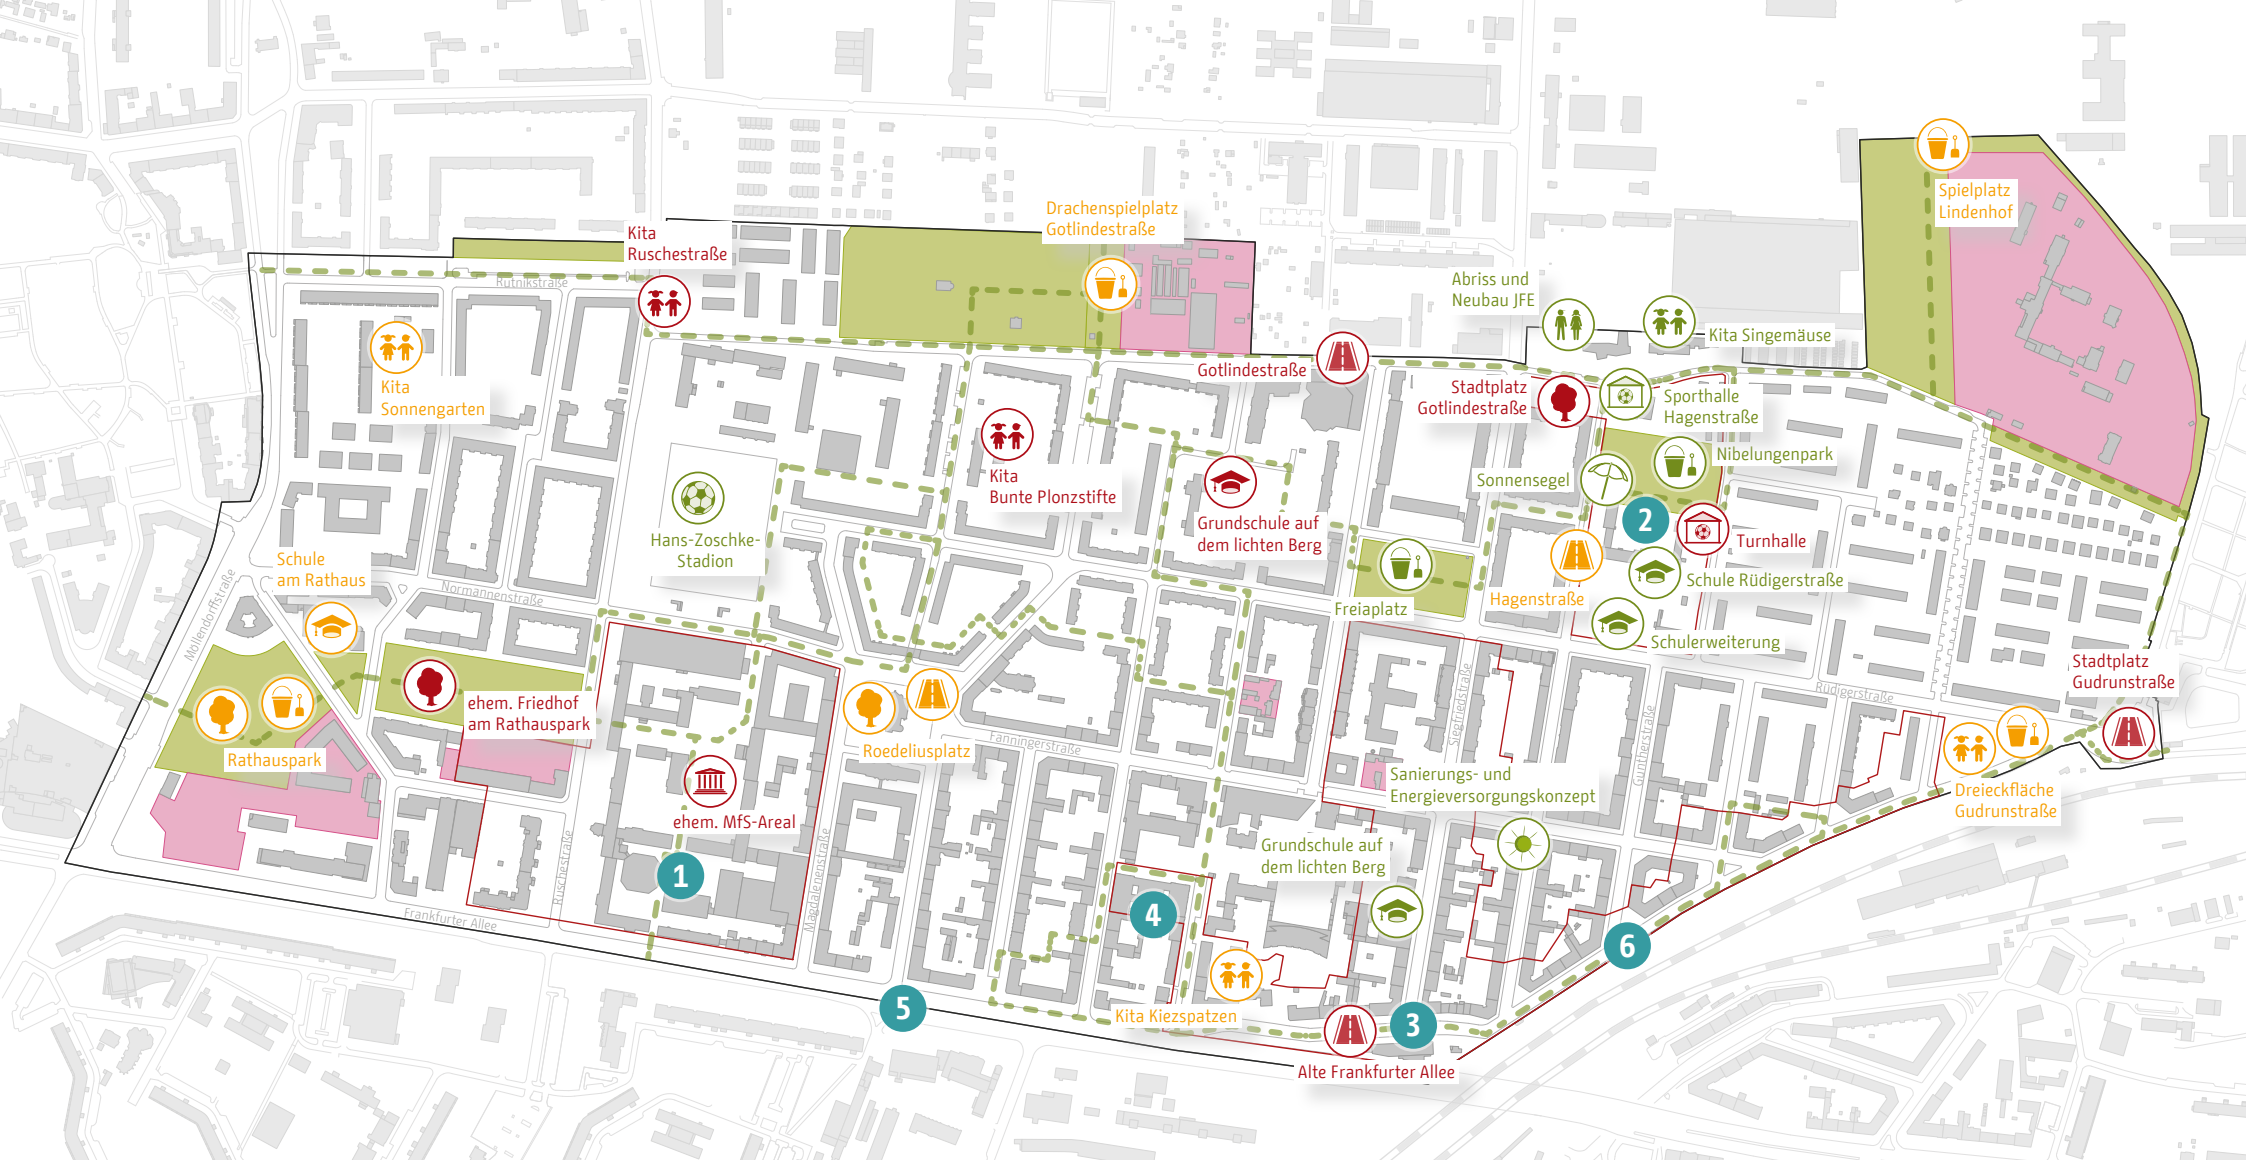 Spielplatz
Lindenhof
Drachenspielplatz
Gotlindestraße
Kita
Ruschestraße
Rutnikstraße
Abriss und
Neubau JFE
Kita Singemäuse
Gotlindestraße
Kita
Sonnengarten
Stadtplatz
Gotlindestraße
Sporthalle
Hagenstraße
Nibelungenpark
Kita
Bunte Plonzstifte
Sonnensegel
Grundschule auf
dem lichten Berg
2
Turnhalle
Hans-Zoschke-
Stadion
Schule
am Rathaus
Normannenstraße
Möllendorffstraße
Freiaplatz
Hagenstraße
Schule Rüdigerstraße
Schulerweiterung
Stadtplatz
Gudrunstraße
Rüdigerstraße
ehem. Friedhof
am Rathauspark
Rathauspark
Roedeliusplatz
Fanningerstraße
Siegfriedstraße
Guntherstraße
Sanierungs- und
Energieversorgungskonzept
Dreieckfläche
Gudrunstraße
ehem. MfS-Areal
Ruschestraße
Magdalenenstraße
Grundschule auf
dem lichten Berg
1
4
Frankfurter Allee
6
5
Kita Kiezspatzen
3
Alte Frankfurter Allee